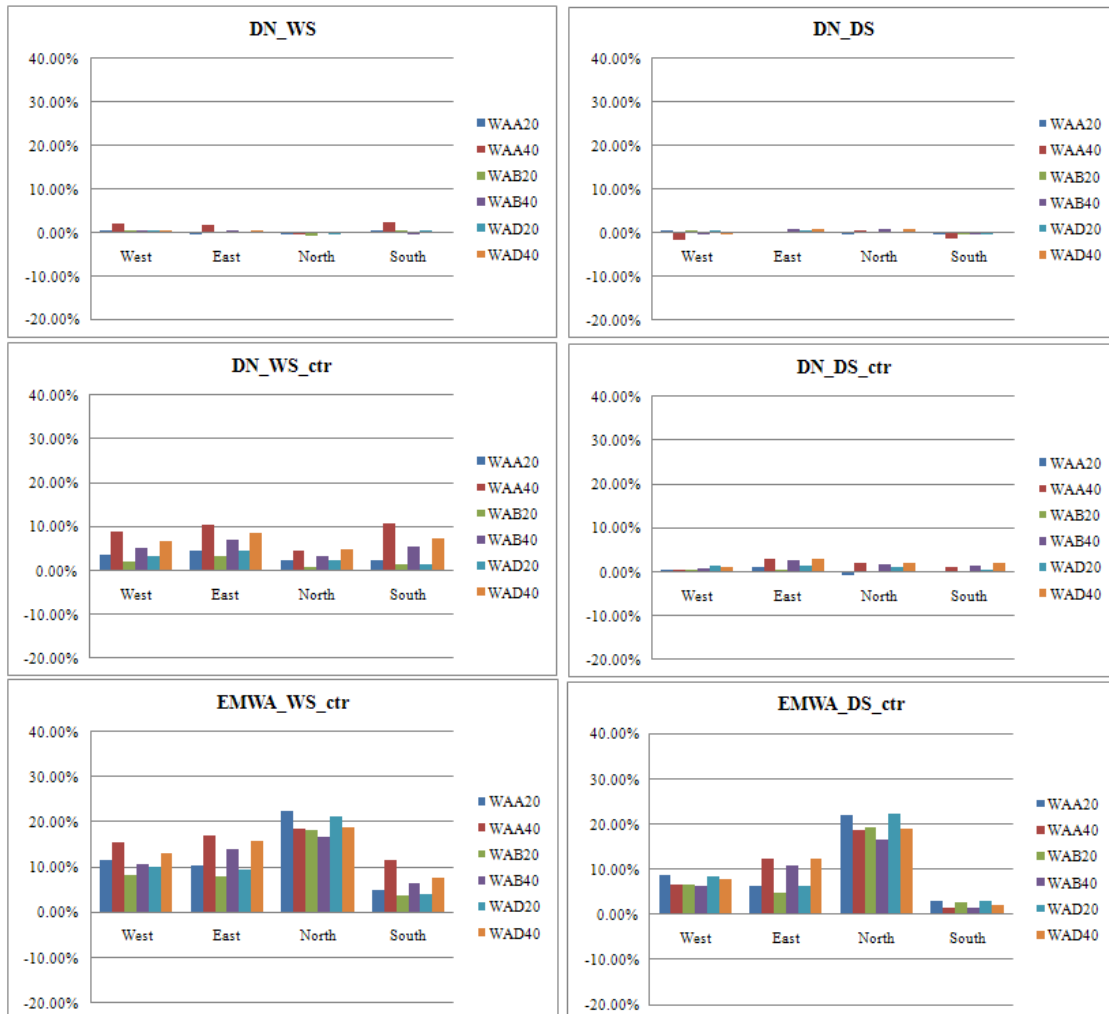 DN_WS
40.00%
30.00%
20.00%
10.00%
0.00%
-10.00%
-20.00%
West East North South
WAA20
WAA40
WAB20
WAB40
WAD20
WAD40
DN_DS
40.00%
30.00%
20.00%
10.00%
0.00%
-10.00%
-20.00%
West East North South
WAA20
WAA40
WAB20
WAB40
WAD20
WAD40
DN_WS_ctr
40.00%
30.00%
20.00%
10.00%
0.00%
-10.00%
-20.00%
West East North South
WAA20
WAA40
WAB20
WAB40
WAD20
WAD40
DN_DS_ctr
40.00%
30.00%
20.00%
10.00%
0.00%
-10.00%
-20.00%
West East North South
WAA20
WAA40
WAB20
WAB40
WAD20
WAD40
EMWA_WS_ctr
40.00%
30.00%
20.00%
10.00%
0.00%
-10.00%
-20.00%
West East North South
WAA20
WAA40
WAB20
WAB40
WAD20
WAD40
EMWA_DS_ctr
40.00%
30.00%
20.00%
10.00%
0.00%
-10.00%
-20.00%
West East North South
WAA20
WAA40
WAB20
WAB40
WAD20
WAD40